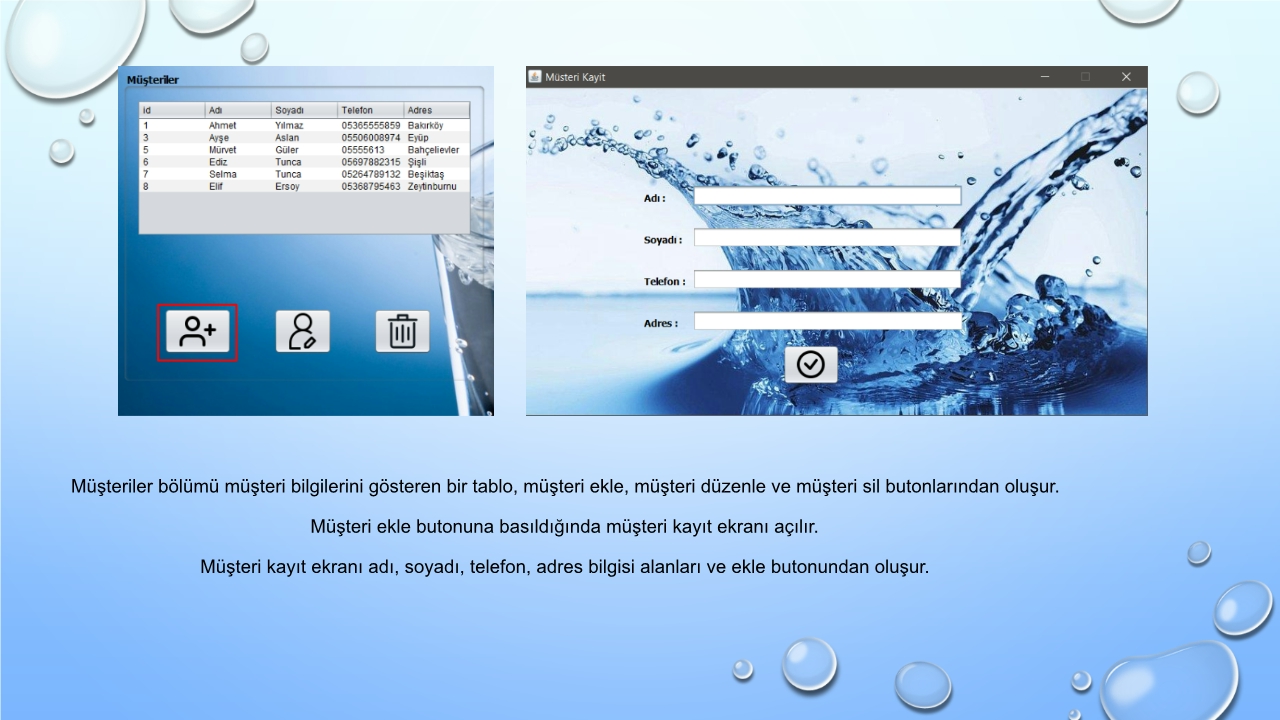 Müşteriler
id Adı Soyadı Telefon Adres
1 Ahmet Yılmaz 05365555859 Bakırköy
3 Ayşe Aslan 05506008974 Eyüp
5 Mürvet Güler 05555613 Bahçelievler
6 Ediz Tunca 05697882315 Şişli
7 Selma Tunca 05264789132 Beşiktaş
8 Elif Ersoy 05368795463 Zeytinburnu
Müsteri Kayit
Adı :
Soyadı :
Telefon :
Adres :
Müşteriler bölümü müşteri bilgilerini gösteren bir tablo, müşteri ekle, müşteri düzenle ve müşteri sil butonlarından oluşur.
Müşteri ekle butonuna basıldığında müşteri kayıt ekranı açılır.
Müşteri kayıt ekranı adı, soyadı, telefon, adres bilgisi alanları ve ekle butonundan oluşur.